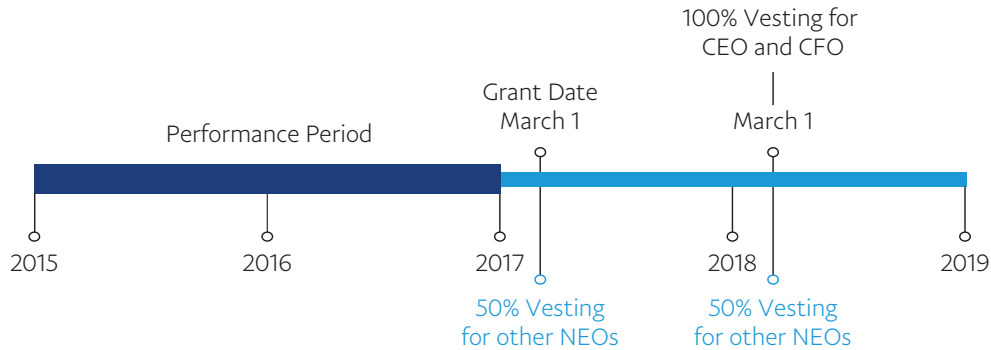 100% Vesting for
CEO and CFO
Grant Date
March 1
March 1
Performance Period
2015
2016
2017
2018
2019
50% Vesting
for other NEOs
50% Vesting
for other NEOs